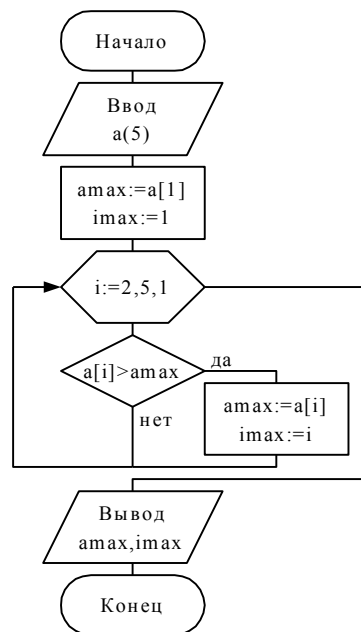 Начало
Ввод
a(5)
amax:=a[1]
imax:=1
i:=2,5,1
a[i]>amax
да
нет
amax:=a[i]
imax:=i
Вывод
amax,imax
Конец